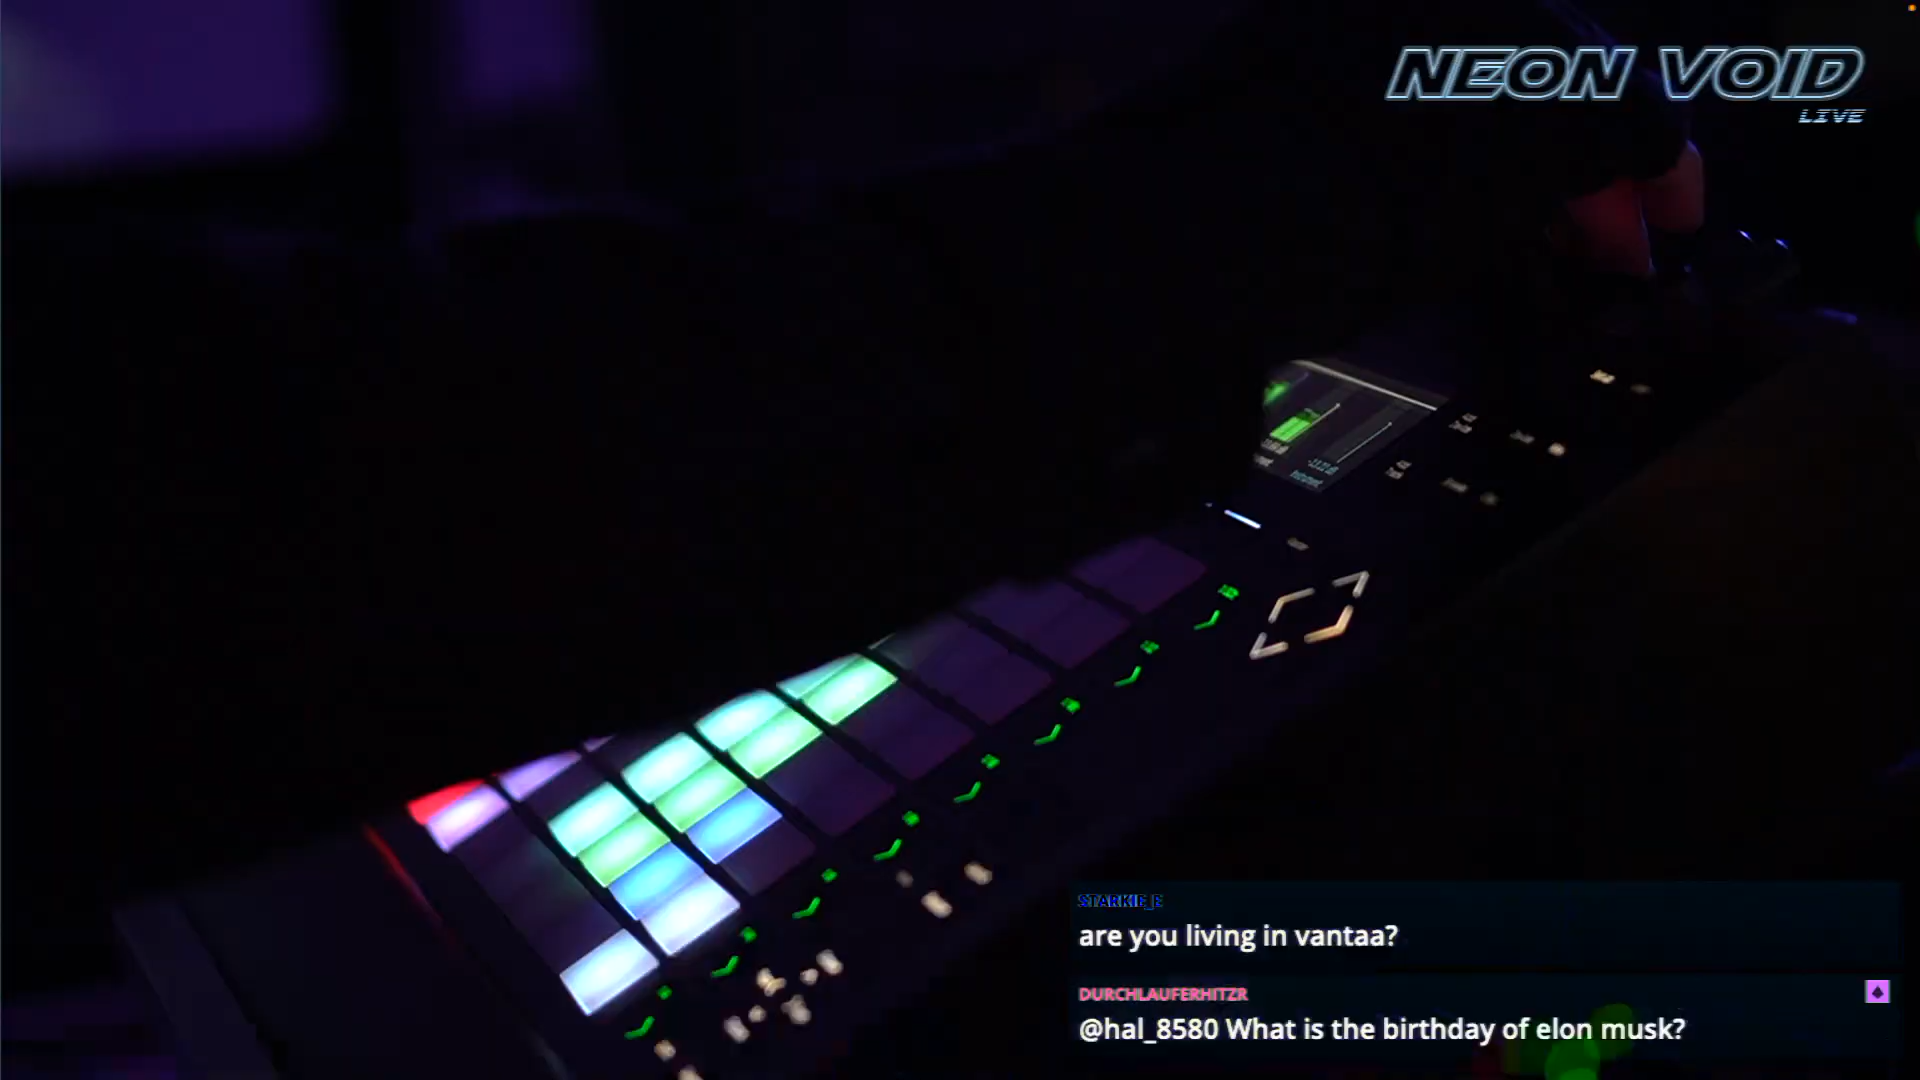 NEON VOID
LIVE
STARKIE_E
are you living in vantaa?
DURCHLAUFERHITZR
@hal_8580 What is the birthday of elon musk?